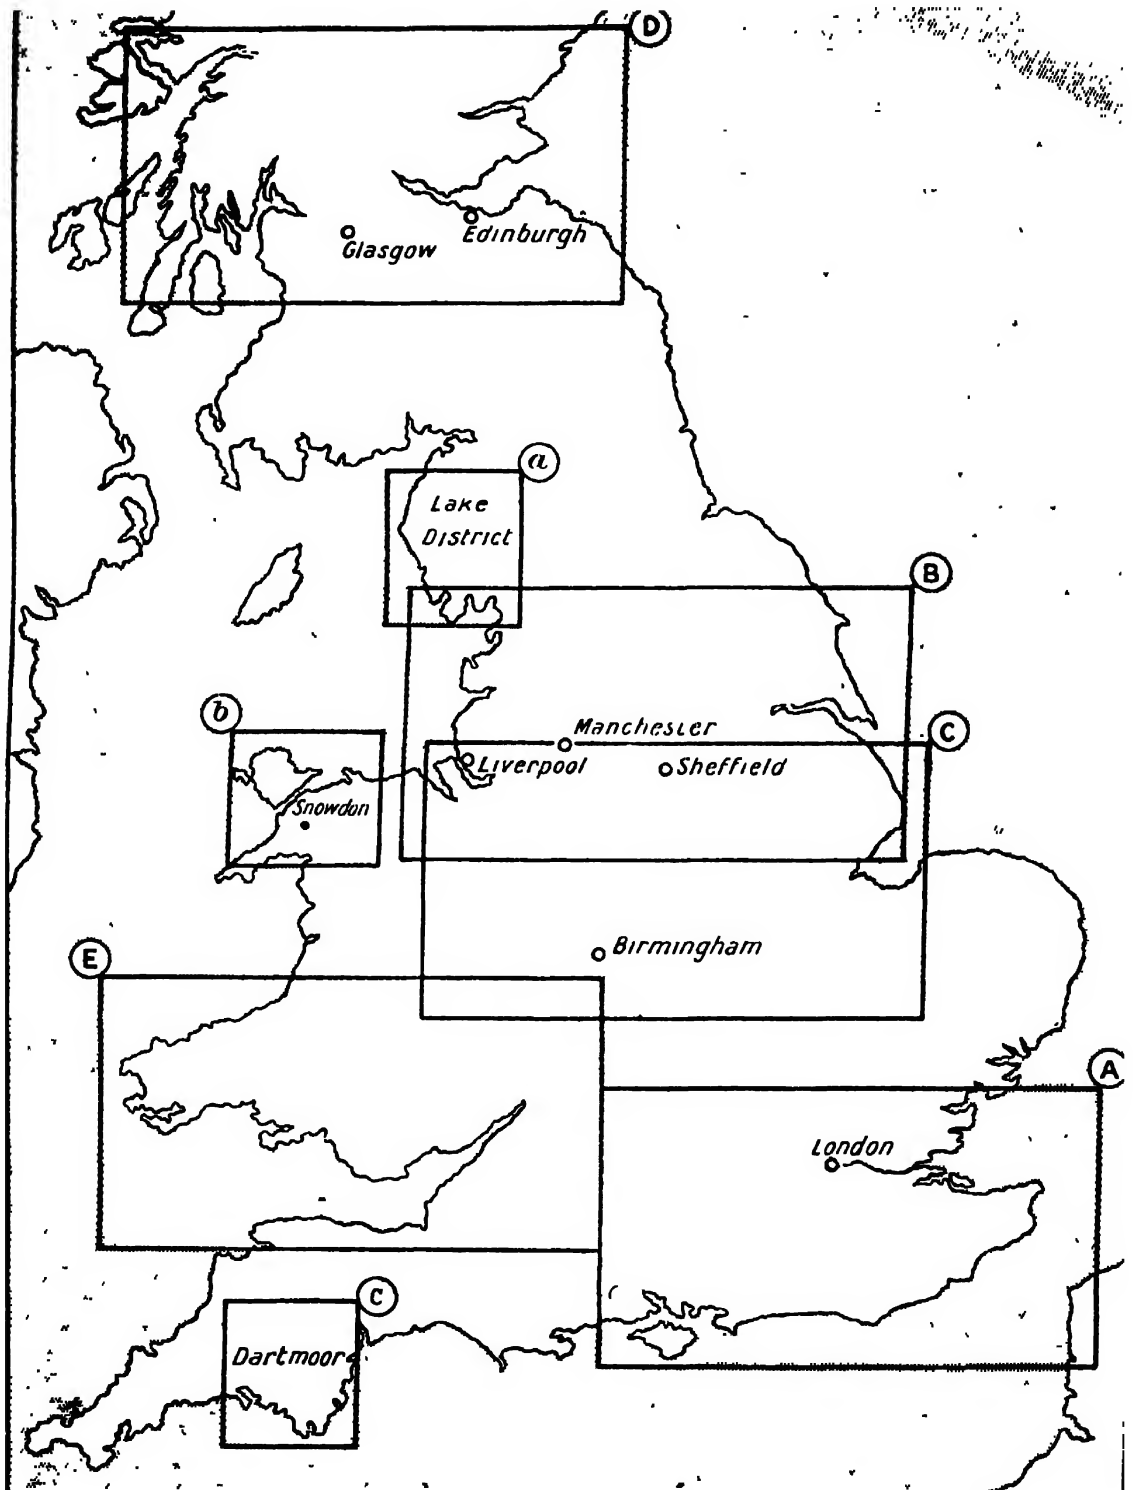 D
Edinburgh
Glasgow
a
Lake
District
B
b
C
Manchester
Liverpool
Sheffield
Snowdon
Birmingham
E
A
London
C
Dartmoor